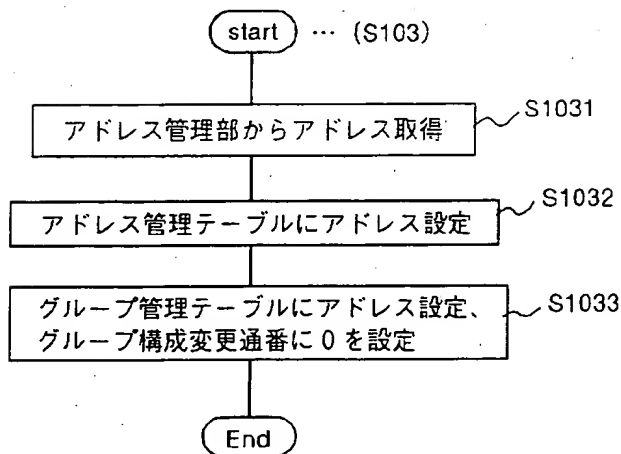 start … (S103)
アドレス管理部からアドレス取得 S1031
アドレス管理テーブルにアドレス設定 S1032
グループ管理テーブルにアドレス設定、 S1033
グループ構成変更通番に0を設定
End